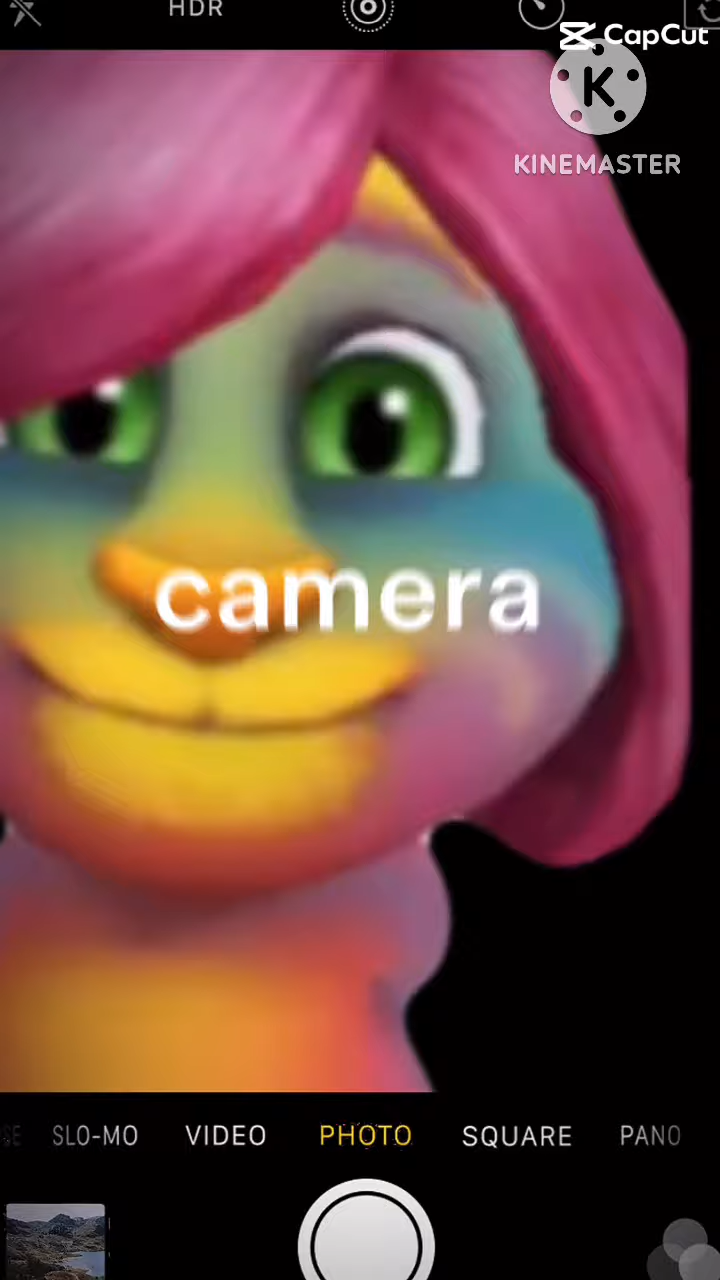 HDR
CapCut
K
KINEMASTER
camera
SLO-MO VIDEO PHOTO SQUARE PANO